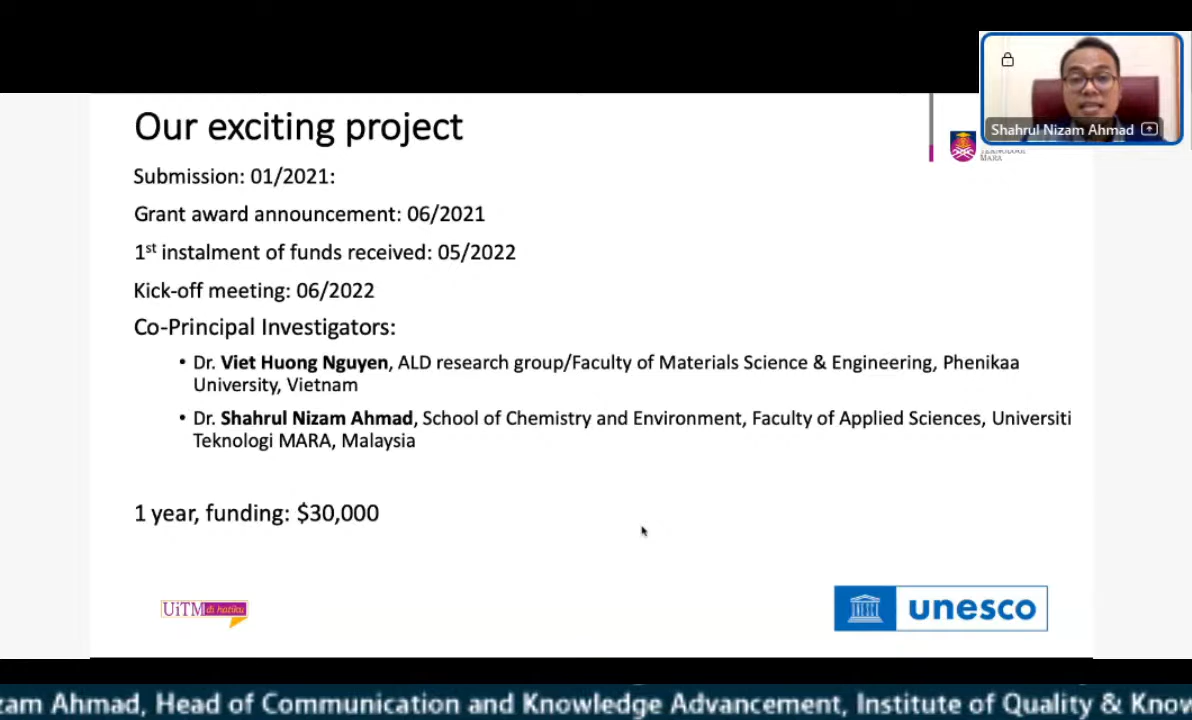 Our exciting project
Shahrul Nizam Ahmad
MARA
Submission: 01/2021:
Grant award announcement: 06/2021
1st instalment of funds received: 05/2022
Kick-off meeting: 06/2022
Co-Principal Investigators:
• Dr. Viet Huong Nguyen, ALD research group/Faculty of Materials Science & Engineering, Phenikaa
University, Vietnam
• Dr. Shahrul Nizam Ahmad, School of Chemistry and Environment, Faculty of Applied Sciences, Universiti
Teknologi MARA, Malaysia
1 year, funding: $30,000
UiTM di hatiku
unesco
zam Ahmad, Head of Communication and Knowledge Advancement, Institute of Quality & Know